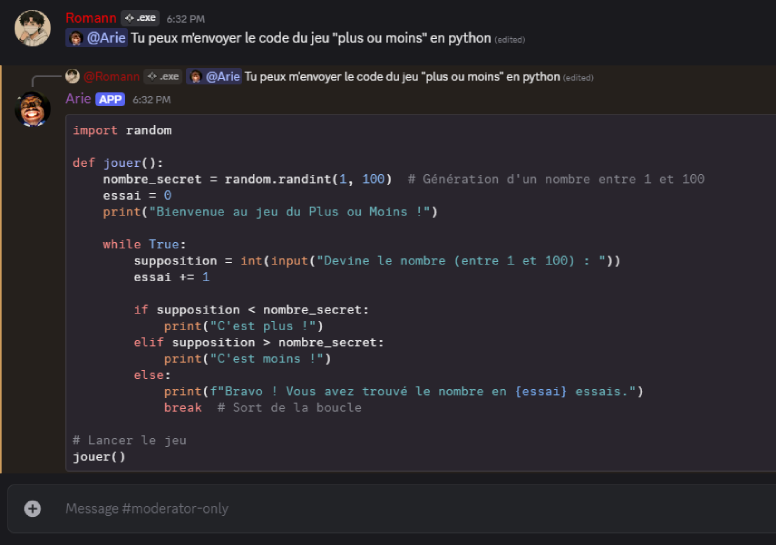 Romann .exe 6:32 PM
@Arie Tu peux m'envoyer le code du jeu "plus ou moins" en python (edited)
@Romann .exe @Arie Tu peux m'envoyer le code du jeu "plus ou moins" en python (edited)
Arie APP 6:32 PM
import random
def jouer():
    nombre_secret = random.randint(1, 100)  # Génération d'un nombre entre 1 et 100
    essai = 0
    print("Bienvenue au jeu du Plus ou Moins !")
    while True:
        supposition = int(input("Devine le nombre (entre 1 et 100) : "))
        essai += 1
        if supposition < nombre_secret:
            print("C'est plus !")
        elif supposition > nombre_secret:
            print("C'est moins !")
        else:
            print(f"Bravo ! Vous avez trouvé le nombre en {essai} essais.")
            break  # Sort de la boucle
# Lancer le jeu
jouer()
Message #moderator-only